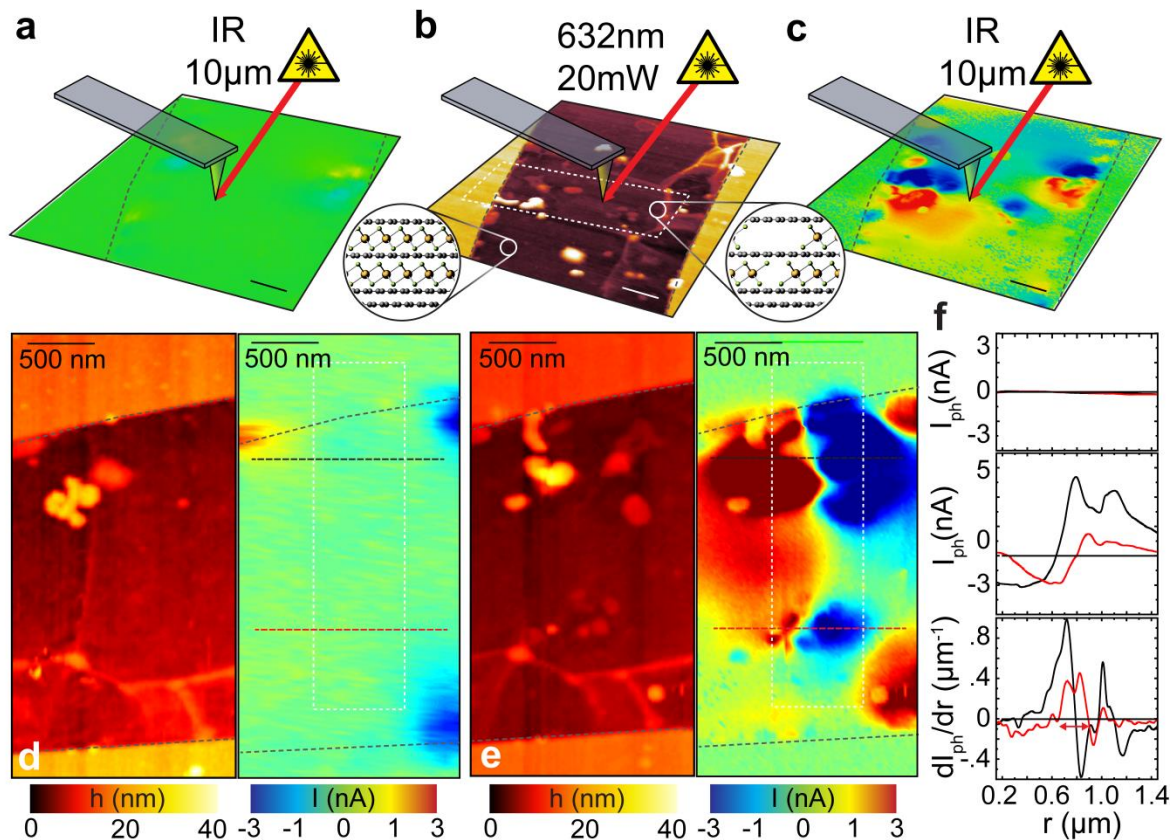 a
IR
10µm
b
632nm
20mW
c
IR
10µm
500 nm
500 nm
500 nm
500 nm
d
e
h (nm)
0 20 40
I (nA)
-3 -1 0 1 3
h (nm)
0 20 40
I (nA)
-3 -1 0 1 3
f
I_ph(nA)
3
0
-3
I_ph(nA)
5
0
-3
dI_ph/dr (µm⁻¹)
.8
.4
0
.4
0.2 0.6 1.0 1.4
r (µm)